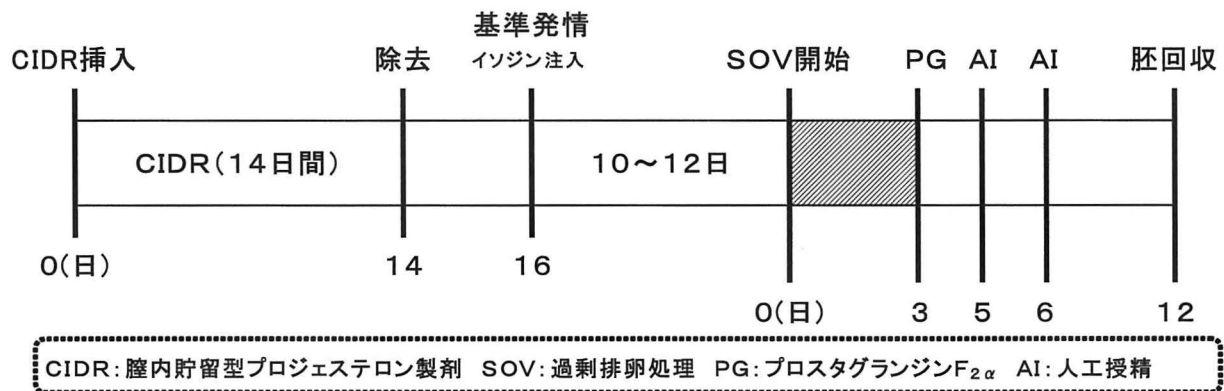 基準発情
CIDR挿入 除去 イソジン注入 SOV開始 PG AI AI 胚回収
CIDR(14日間) 10～12日
0(日) 14 16
0(日) 3 5 6 12
CIDR:膣内貯留型プロジェステロン製剤 SOV:過剰排卵処理 PG:プロスタグランジンF₂α AI:人工授精